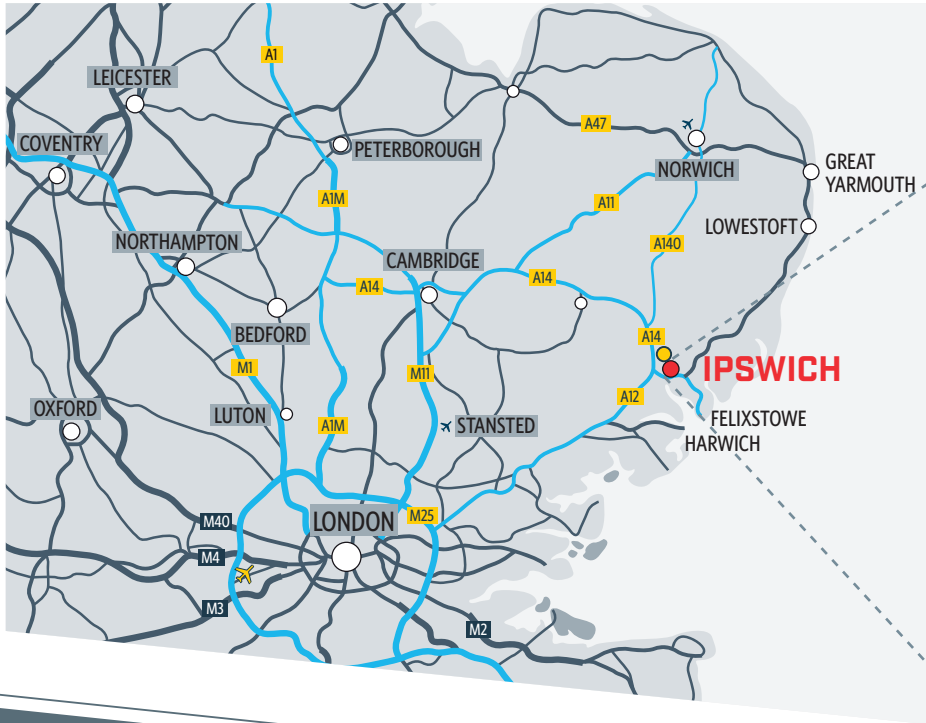 A1
LEICESTER
A47
COVENTRY
PETERBOROUGH
NORWICH
GREAT
YARMOUTH
A1M
A11
LOWESTOFT
NORTHAMPTON
A140
CAMBRIDGE
A14
A14
BEDFORD
A14
M1
M11
IPSWICH
A12
OXFORD
LUTON
A1M
STANSTED
FELIXSTOWE
HARWICH
M40
LONDON
M25
M4
M3
M2